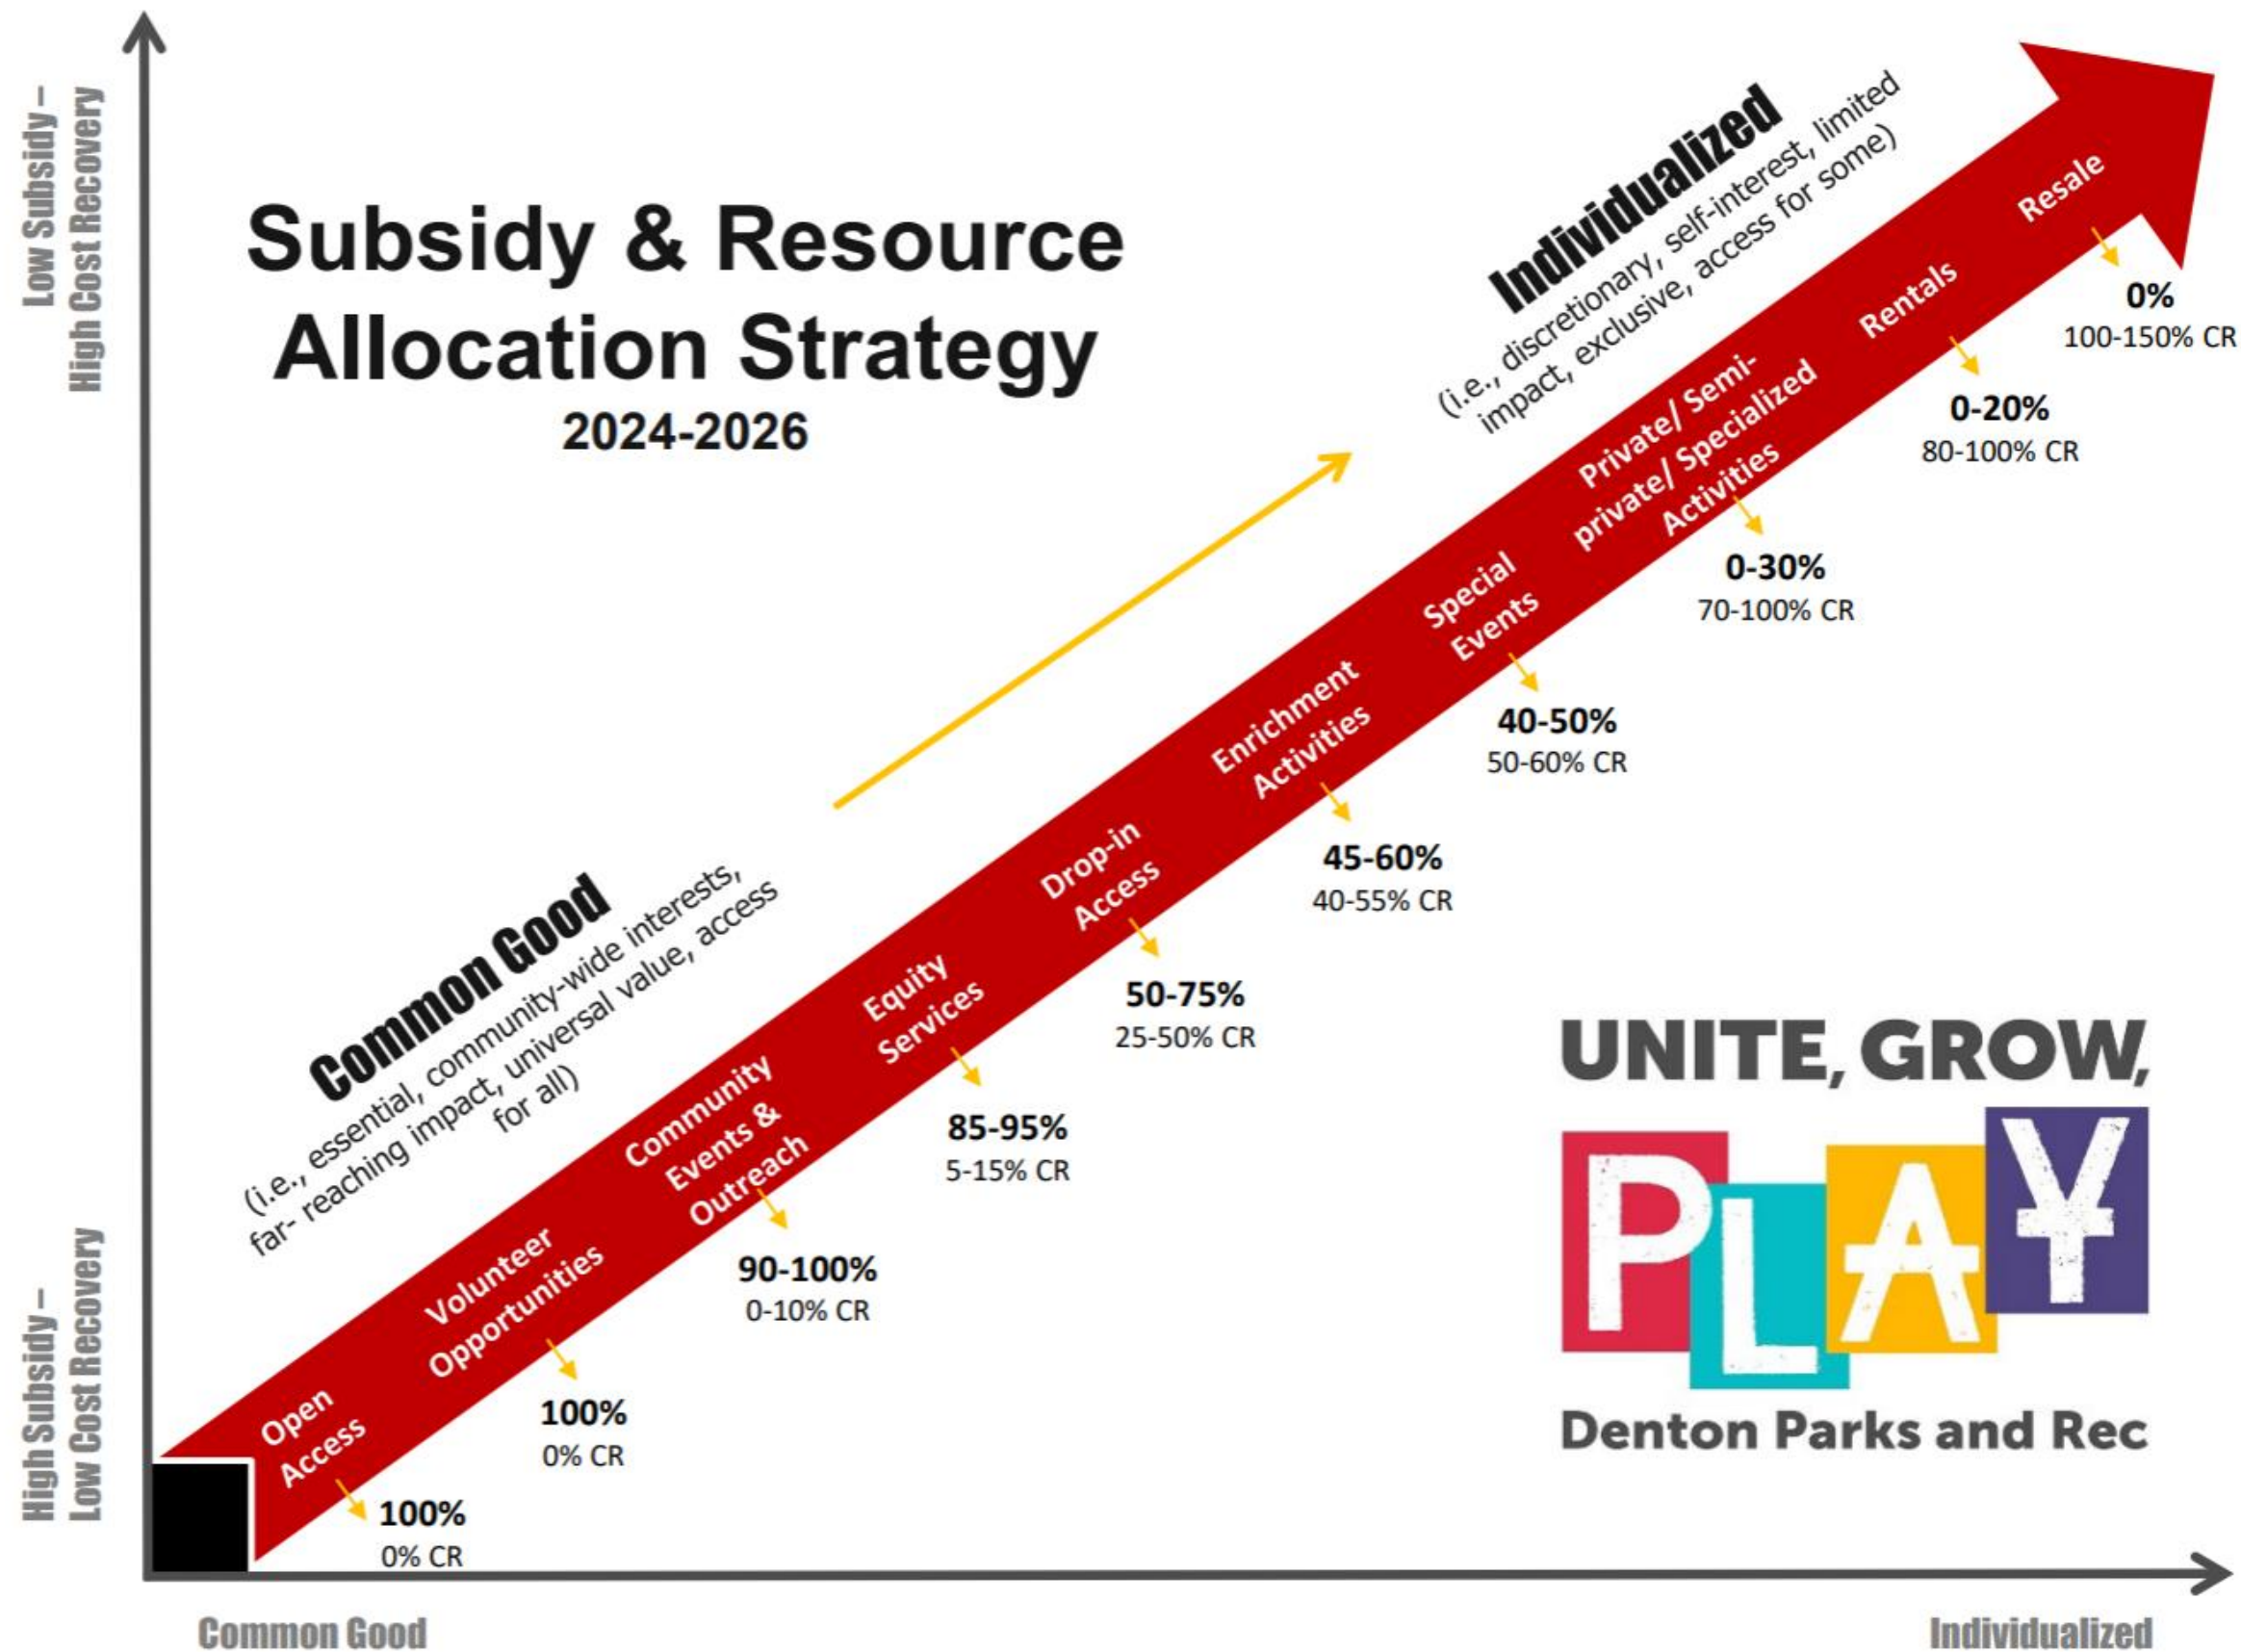 Low Subsidy –
High Cost Recovery
Subsidy & Resource
Allocation Strategy
2024-2026
Individualized
(i.e., discretionary, self-interest, limited
impact, exclusive, access for some)
Common Good
(i.e., essential, community-wide interests,
far- reaching impact, universal value, access
for all)
High Subsidy –
Low Cost Recovery
Open
Access
100%
0% CR
Volunteer
Opportunities
100%
0% CR
Community
Events &
Outreach
90-100%
0-10% CR
Equity
Services
85-95%
5-15% CR
Drop-in
Access
50-75%
25-50% CR
Enrichment
Activities
45-60%
40-55% CR
Special
Events
40-50%
50-60% CR
Private/ Semi-
private/ Specialized
Activities
0-30%
70-100% CR
Rentals
0-20%
80-100% CR
Resale
0%
100-150% CR
UNITE, GROW,
PLAY
Denton Parks and Rec
Common Good
Individualized